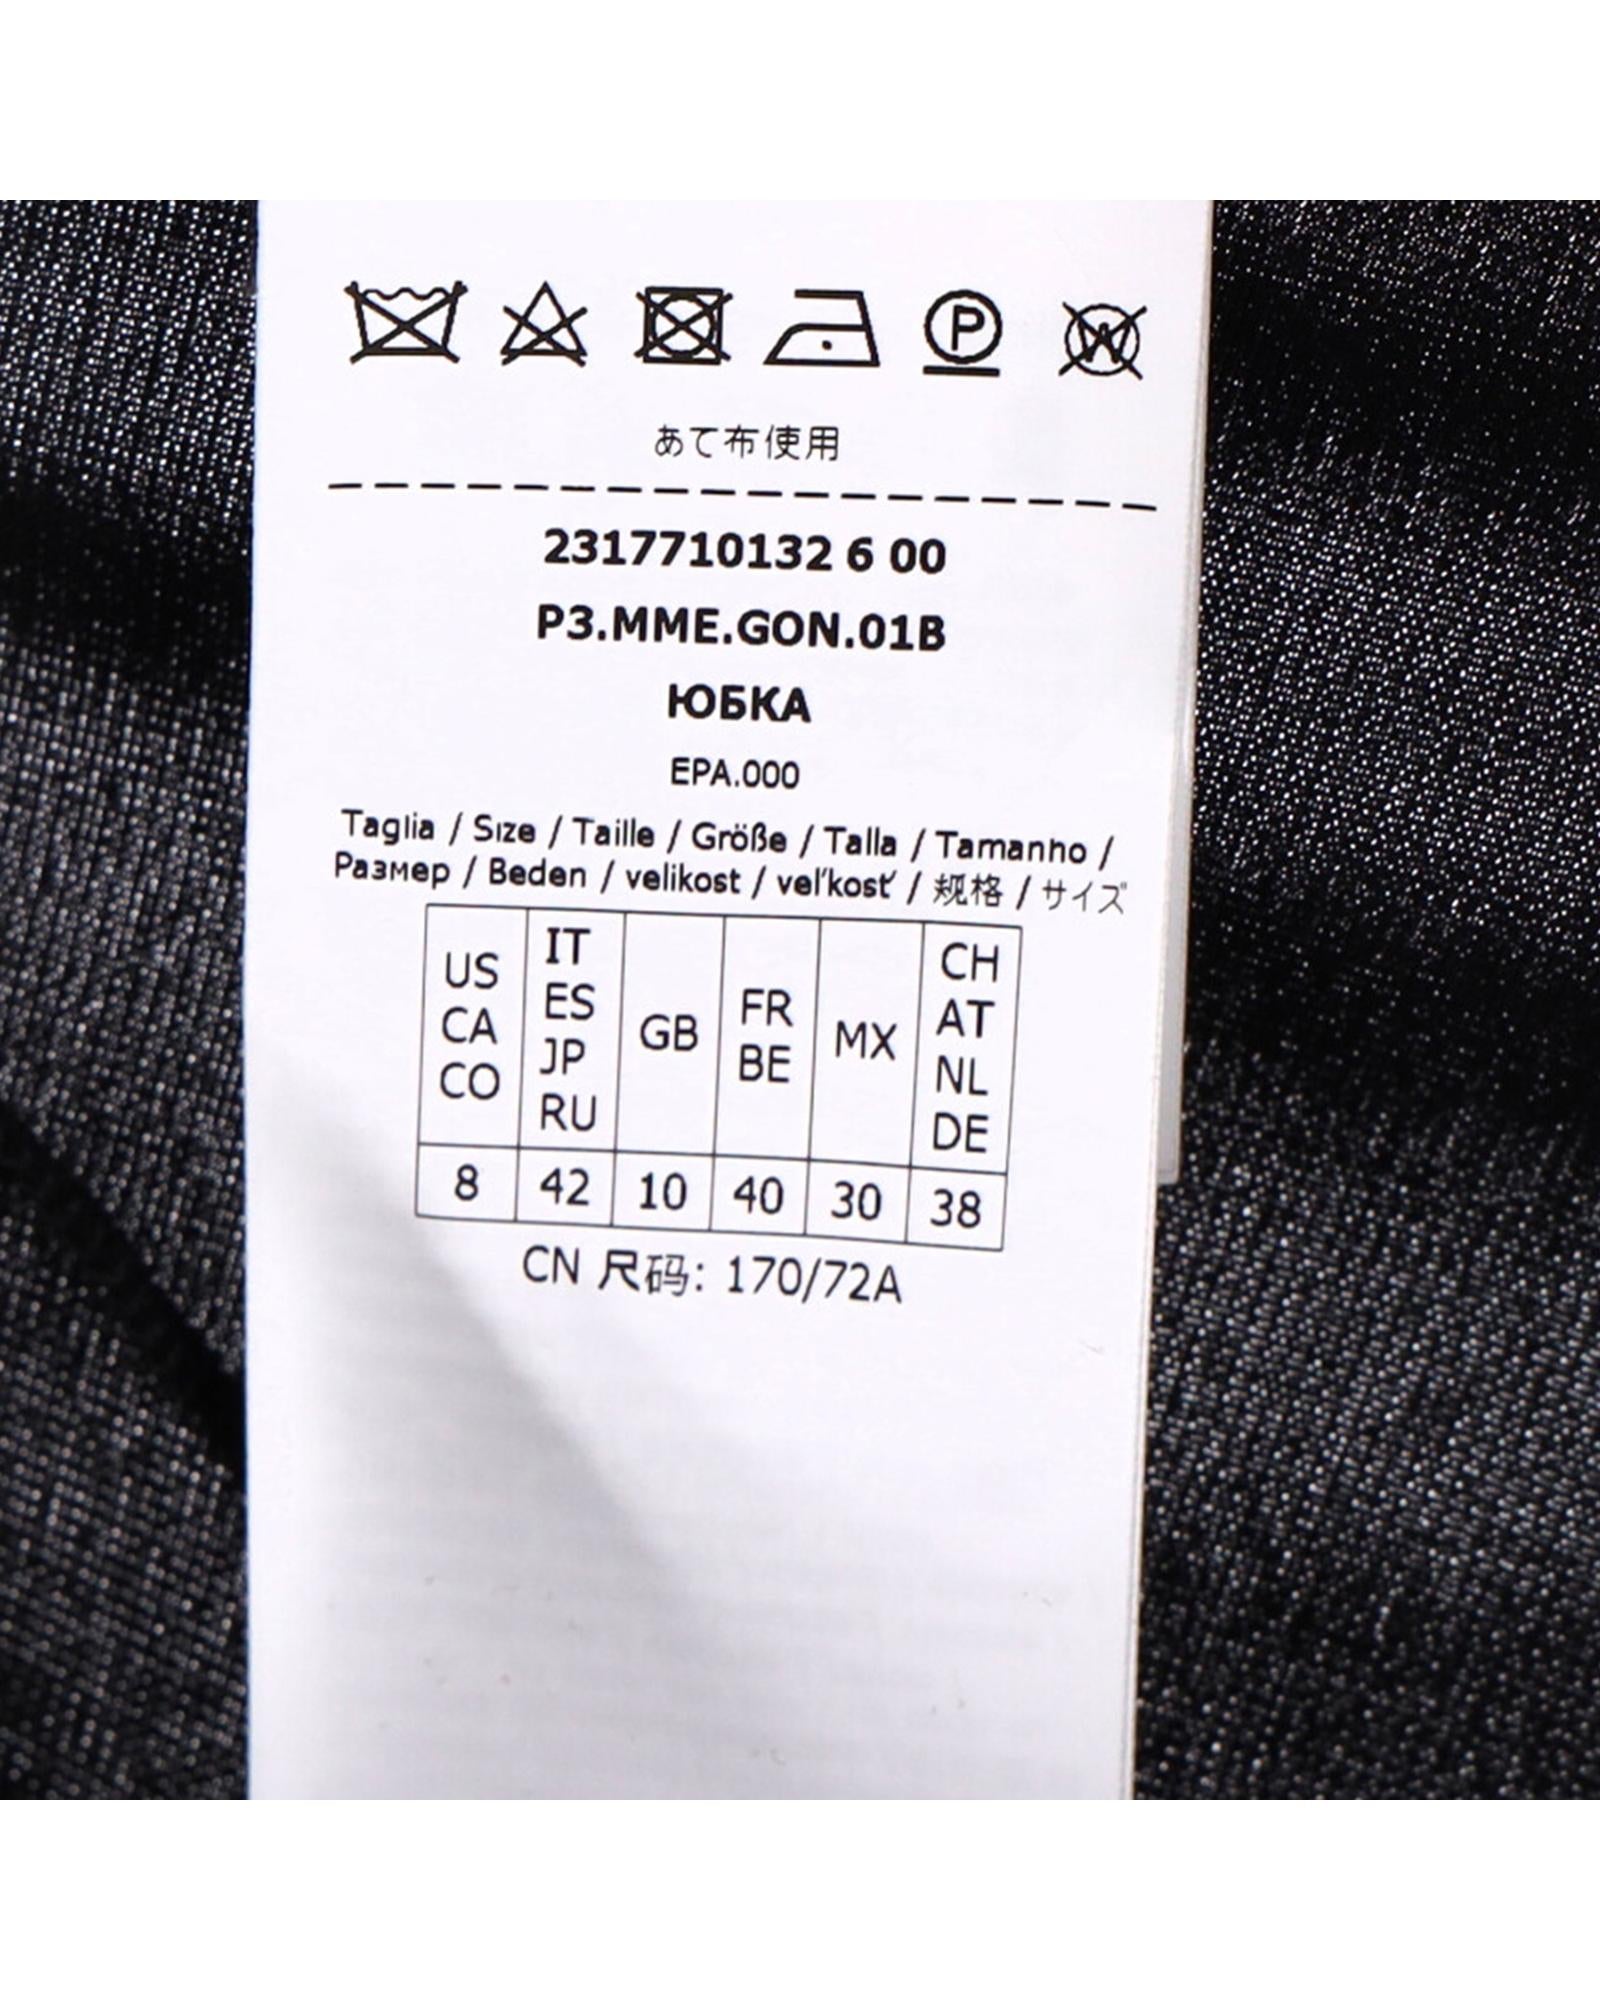 あて布使用
2317710132 6 00
P3.MME.GON.01B
ЮБКА
EPA.000
Taglia / Size / Taille / Größe / Talla / Tamanho /
Размер / Beden / velikost / veľkosť / 规格 / サイズ
US CA CO
IT ES JP RU
GB
FR BE
MX
CH AT NL DE
8 42 10 40 30 38
CN 尺码: 170/72A